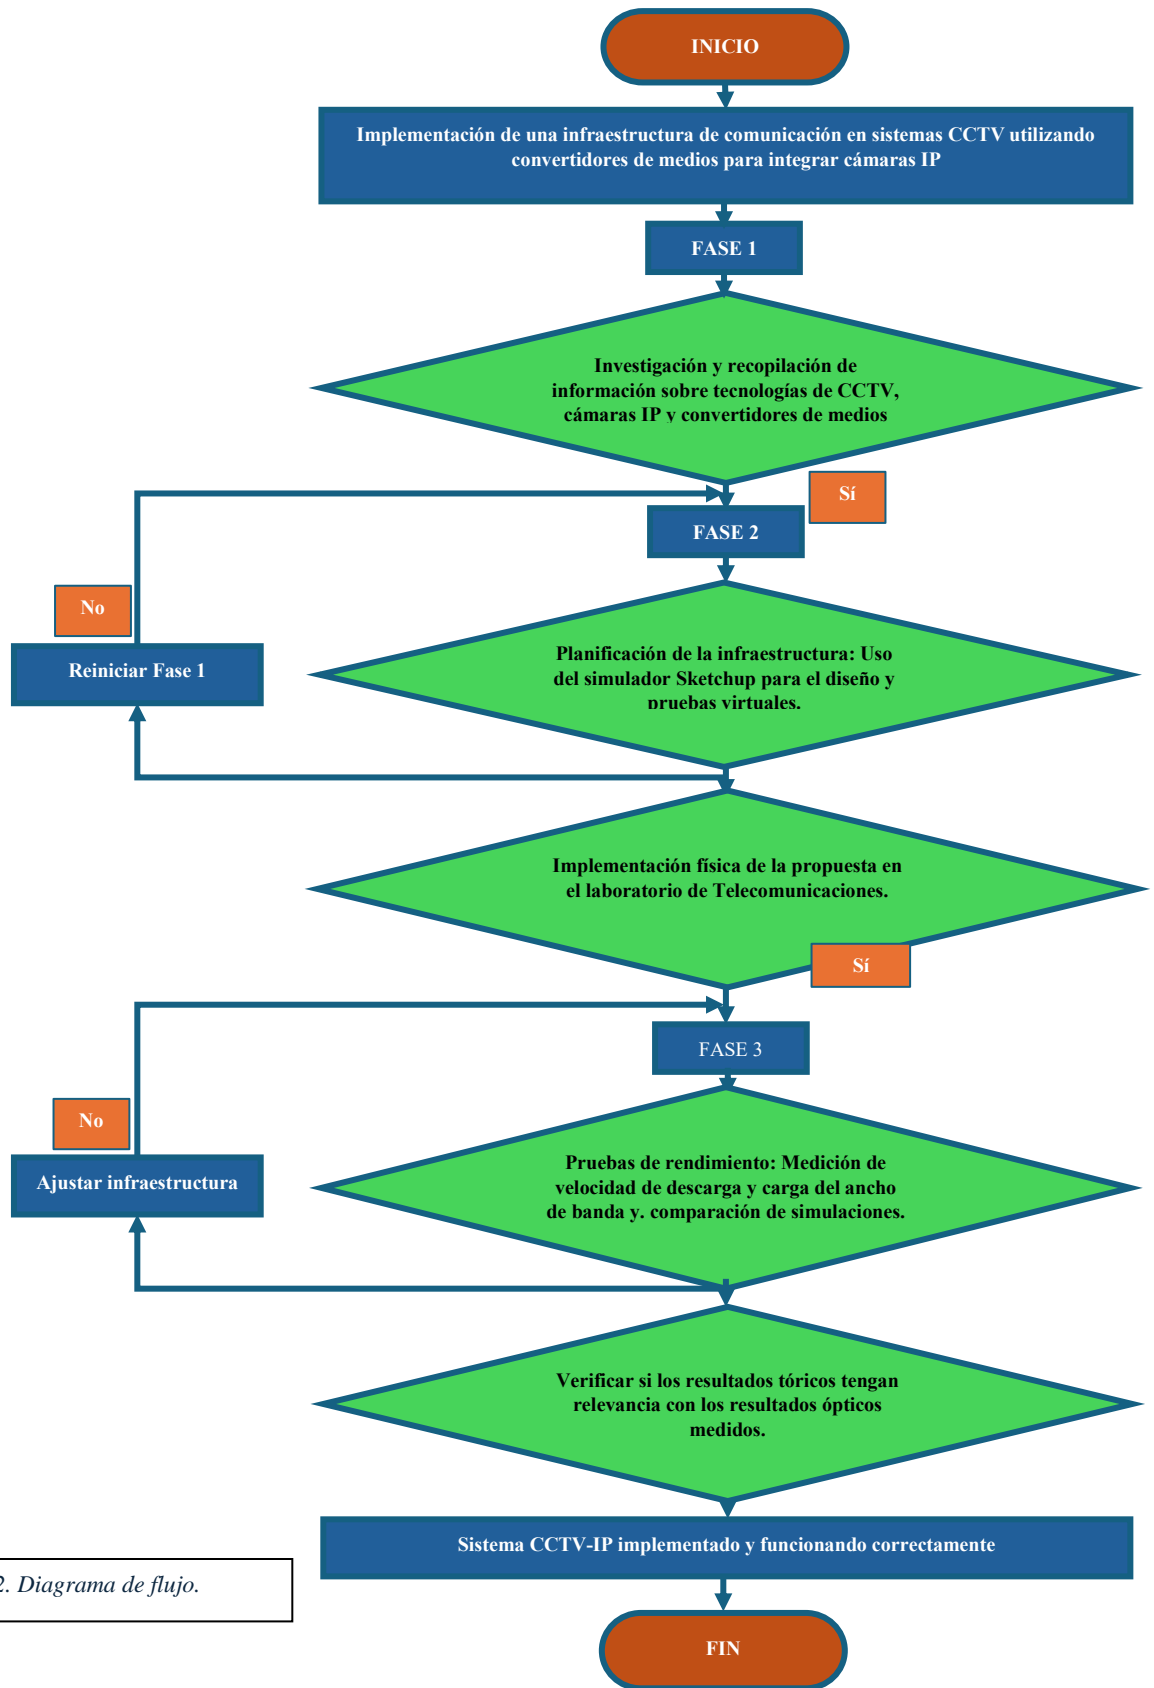 INICIO
Implementación de una infraestructura de comunicación en sistemas CCTV utilizando
convertidores de medios para integrar cámaras IP
FASE 1
Investigación y recopilación de
información sobre tecnologías de CCTV,
cámaras IP y convertidores de medios
Sí
FASE 2
No
Reiniciar Fase 1
Planificación de la infraestructura: Uso
del simulador Sketchup para el diseño y
pruebas virtuales.
Implementación física de la propuesta en
el laboratorio de Telecomunicaciones.
Sí
FASE 3
No
Ajustar infraestructura
Pruebas de rendimiento: Medición de
velocidad de descarga y carga del ancho
de banda y. comparación de simulaciones.
Verificar si los resultados tóricos tengan
relevancia con los resultados ópticos
medidos.
Sistema CCTV-IP implementado y funcionando correctamente
2. Diagrama de flujo.
FIN